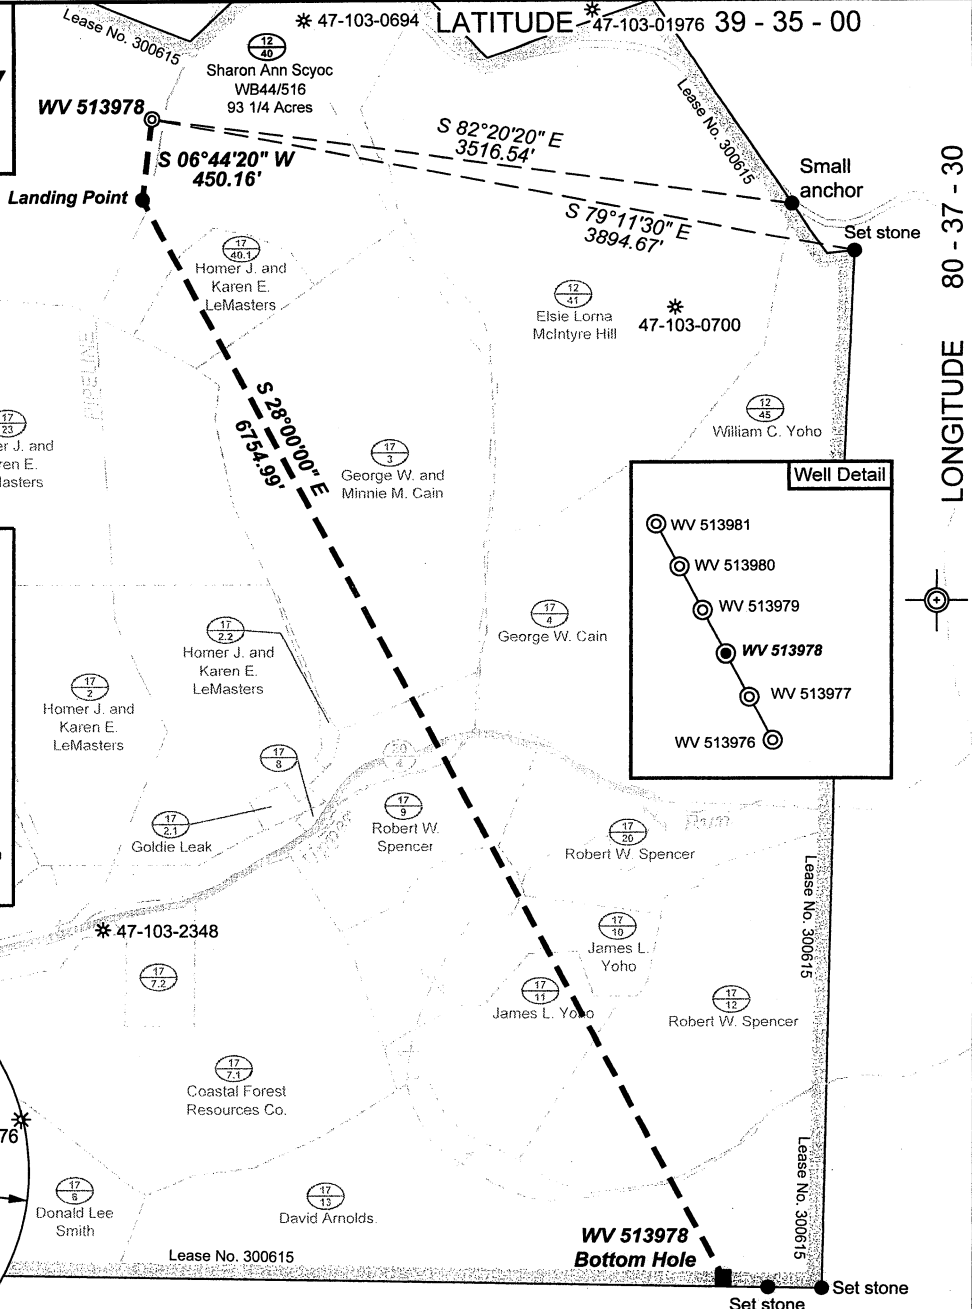 Lease No. 300615
47-103-0694
LATITUDE
47-103-01976
39 - 35 - 00
12
40
Sharon Ann Scyoc
WB44/516
93 1/4 Acres
WV 513978
S 82°20'20" E
3516.54'
Lease No. 300615
S 06°44'20" W
450.16'
Landing Point
Small
anchor
S 79°11'30" E
3894.67'
Set stone
LONGITUDE 80 - 37 - 30
17
40.1
Homer J. and
Karen E.
LeMasters
12
41
Elsie Lorna
McIntyre Hill
47-103-0700
PIPELINE
S 28°00'00" E
6754.99'
12
45
William C. Yoho
17
23
er J. and
ren E.
Masters
17
3
George W. and
Minnie M. Cain
Well Detail
WV 513981
WV 513980
WV 513979
WV 513978
WV 513977
WV 513976
17
4
George W. Cain
17
2.2
Homer J. and
Karen E.
LeMasters
17
2
Homer J. and
Karen E.
LeMasters
17
8
17
2.1
Goldie Leak
17
9
Robert W.
Spencer
17
20
Robert W. Spencer
Run
Lease No. 300615
47-103-2348
17
7.2
17
10
James L.
Yoho
17
11
James L. Yoho
17
12
Robert W. Spencer
17
7.1
Coastal Forest
Resources Co.
76
17
6
Donald Lee
Smith
17
13
David Arnolds.
Lease No. 300615
Lease No. 300615
WV 513978
Bottom Hole
Set stone
Set stone